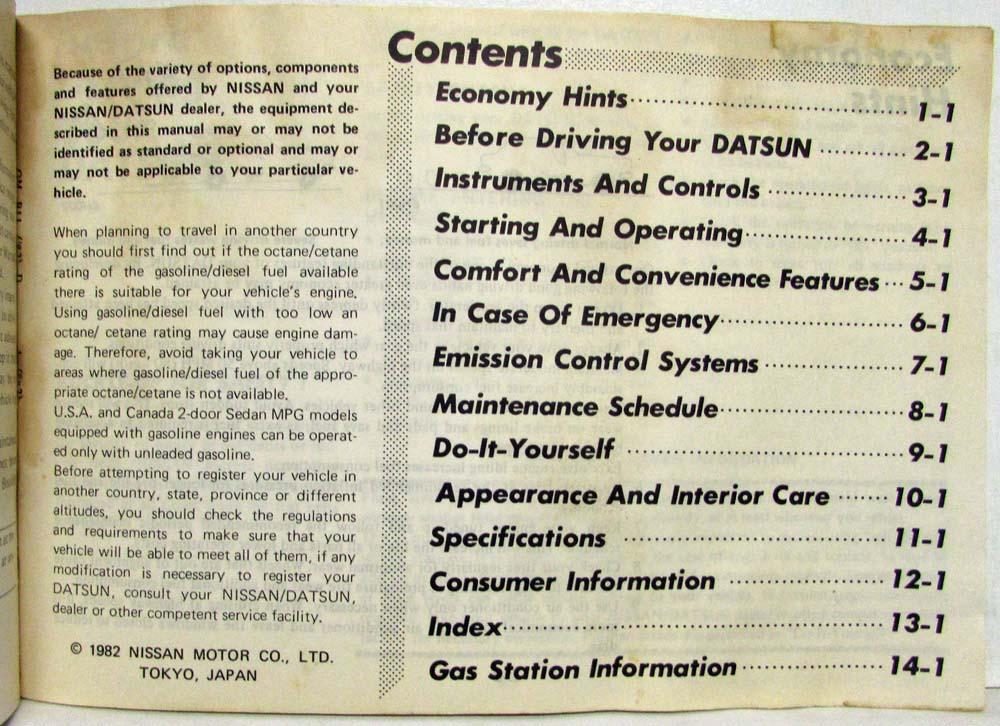 Because of the variety of options, components
and features offered by NISSAN and your
NISSAN/DATSUN dealer, the equipment de-
scribed in this manual may or may not be
identified as standard or optional and may or
may not be applicable to your particular ve-
hicle.
When planning to travel in another country
you should first find out if the octane/cetane
rating of the gasoline/diesel fuel available
there is suitable for your vehicle's engine.
Using gasoline/diesel fuel with too low an
octane/ cetane rating may cause engine dam-
age. Therefore, avoid taking your vehicle to
areas where gasoline/diesel fuel of the appro-
priate octane/cetane is not available.
U.S.A. and Canada 2-door Sedan MPG models
equipped with gasoline engines can be operat-
ed only with unleaded gasoline.
Before attempting to register your vehicle in
another country, state, province or different
altitudes, you should check the regulations
and requirements to make sure that your
vehicle will be able to meet all of them, if any
modification is necessary to register your
DATSUN, consult your NISSAN/DATSUN,
dealer or other competent service facility.
© 1982 NISSAN MOTOR CO., LTD.
TOKYO, JAPAN
Contents
Economy Hints 1-1
Before Driving Your DATSUN 2-1
Instruments And Controls 3-1
Starting And Operating 4-1
Comfort And Convenience Features 5-1
In Case Of Emergency 6-1
Emission Control Systems 7-1
Maintenance Schedule 8-1
Do-It-Yourself 9-1
Appearance And Interior Care 10-1
Specifications 11-1
Consumer Information 12-1
Index 13-1
Gas Station Information 14-1